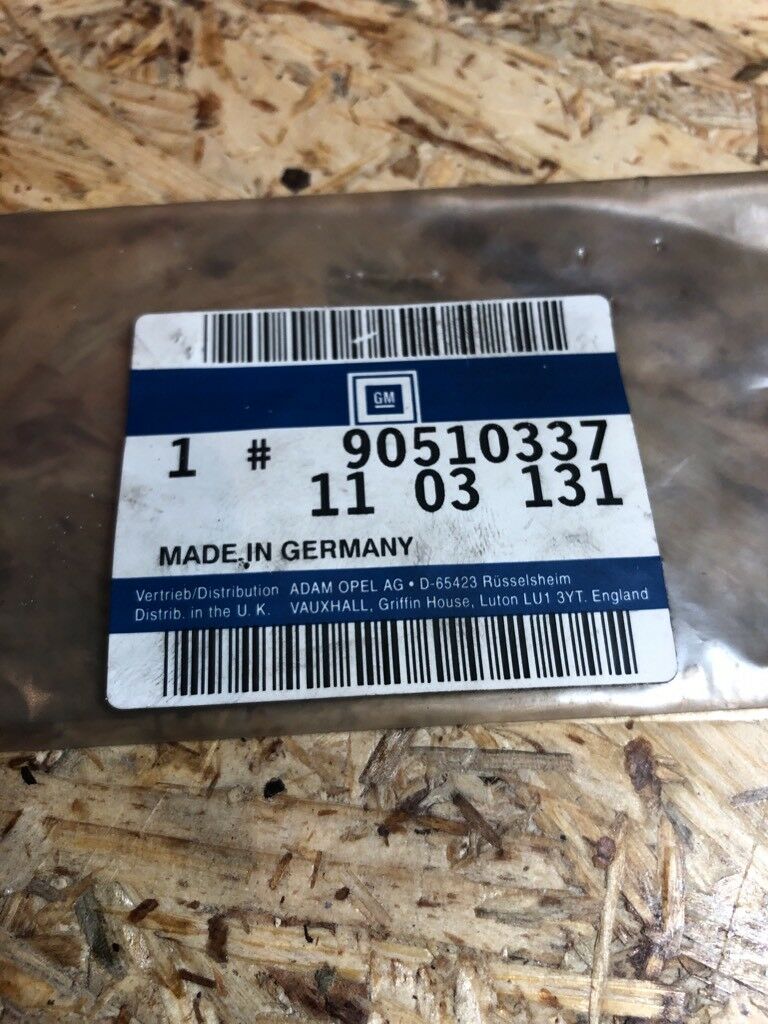 GM
1 # 90510337
11 03 131
MADE IN GERMANY
Vertrieb/Distribution ADAM OPEL AG • D-65423 Rüsselsheim
Distrib. in the U. K. VAUXHALL, Griffin House, Luton LU1 3YT. England